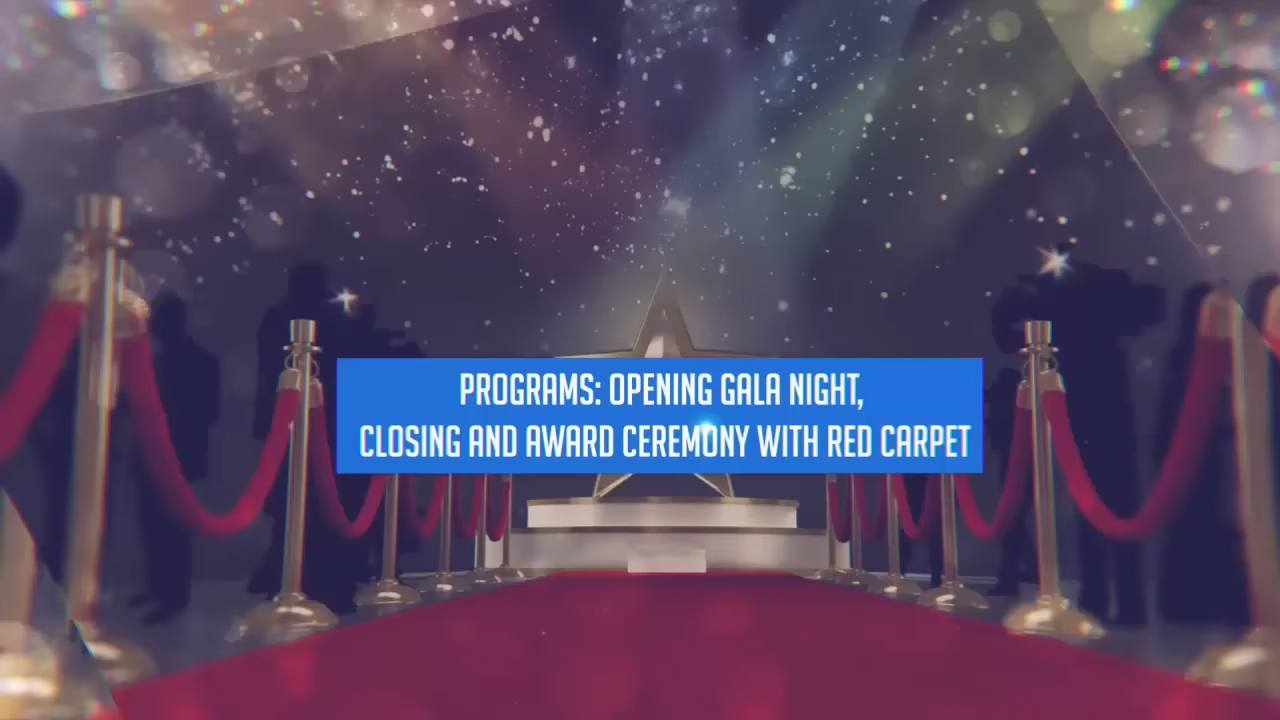 PROGRAMS: OPENING GALA NIGHT,
CLOSING AND AWARD CEREMONY WITH RED CARPET